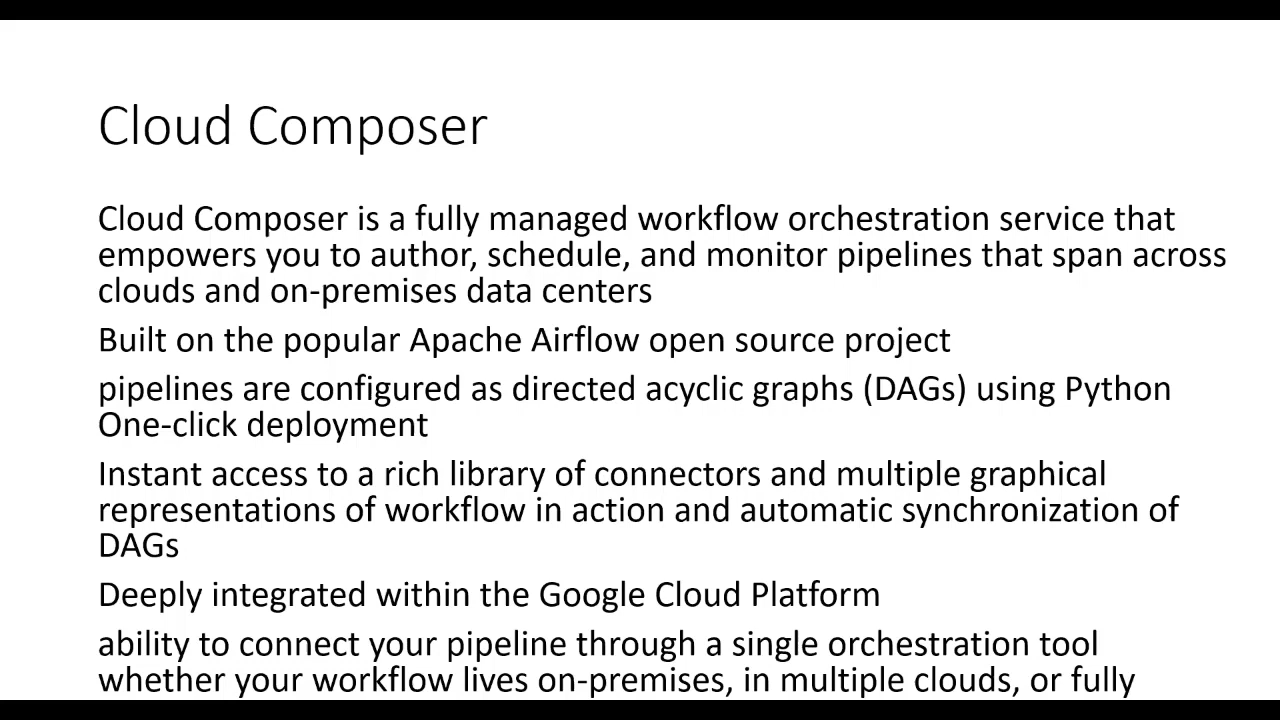 Cloud Composer
Cloud Composer is a fully managed workflow orchestration service that
empowers you to author, schedule, and monitor pipelines that span across
clouds and on-premises data centers
Built on the popular Apache Airflow open source project
pipelines are configured as directed acyclic graphs (DAGs) using Python
One-click deployment
Instant access to a rich library of connectors and multiple graphical
representations of workflow in action and automatic synchronization of
DAGs
Deeply integrated within the Google Cloud Platform
ability to connect your pipeline through a single orchestration tool
whether your workflow lives on-premises, in multiple clouds, or fully